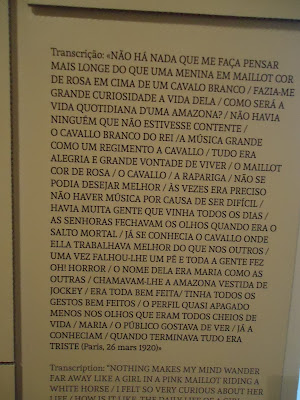 Transcrição: «NÃO HÁ NADA QUE ME FAÇA PENSAR
MAIS LONGE DO QUE UMA MENINA EM MAILLOT COR
DE ROSA EM CIMA DE UM CAVALO BRANCO / FAZIA-ME
GRANDE CURIOSIDADE A VIDA DELA / COMO SERÁ A
VIDA QUOTIDIANA D'UMA AMAZONA? / NÃO HAVIA
NINGUÉM QUE NÃO ESTIVESSE CONTENTE /
O CAVALLO BRANCO DO REI /A MÚSICA GRANDE
COMO UM REGIMENTO A CAVALLO / TUDO ERA
ALEGRIA E GRANDE VONTADE DE VIVER / O MAILLOT
COR DE ROSA / O CAVALLO / A RAPARIGA / NÃO SE
PODIA DESEJAR MELHOR / ÀS VEZES ERA PRECISO
NÃO HAVER MÚSICA POR CAUSA DE SER DIFÍCIL /
HAVIA MUITA GENTE QUE VINHA TODOS OS DIAS /
AS SENHORAS FECHAVAM OS OLHOS QUANDO ERA O
SALTO MORTAL / JÁ SE CONHECIA O CAVALLO ONDE
ELLA TRABALHAVA MELHOR DO QUE NOS OUTROS /
UMA VEZ FALHOU-LHE UM PÉ E TODA A GENTE FEZ
OH! HORROR / O NOME DELA ERA MARIA COMO AS
OUTRAS / CHAMAVAM-LHE A AMAZONA VESTIDA DE
JOCKEY / ERA TODA BEM FEITA / TINHA TODOS OS
GESTOS BEM FEITOS / O PERFIL QUASI APAGADO
MENOS NOS OLHOS QUE ERAM TODOS CHEIOS DE
VIDA / MARIA / O PÚBLICO GOSTAVA DE VER / JÁ A
CONHECIAM / QUANDO TERMINAVA TUDO ERA
TRISTE (Paris, 26 mars 1920)»
Transcription: "NOTHING MAKES MY MIND WANDER
FAR AWAY LIKE A GIRL IN A PINK MAILLOT RIDING A
WHITE HORSE / I FELT SO VERY CURIOUS ABOUT HER
LIFE / HOW IS IT LIKE, THE DAILY LIFE OF A